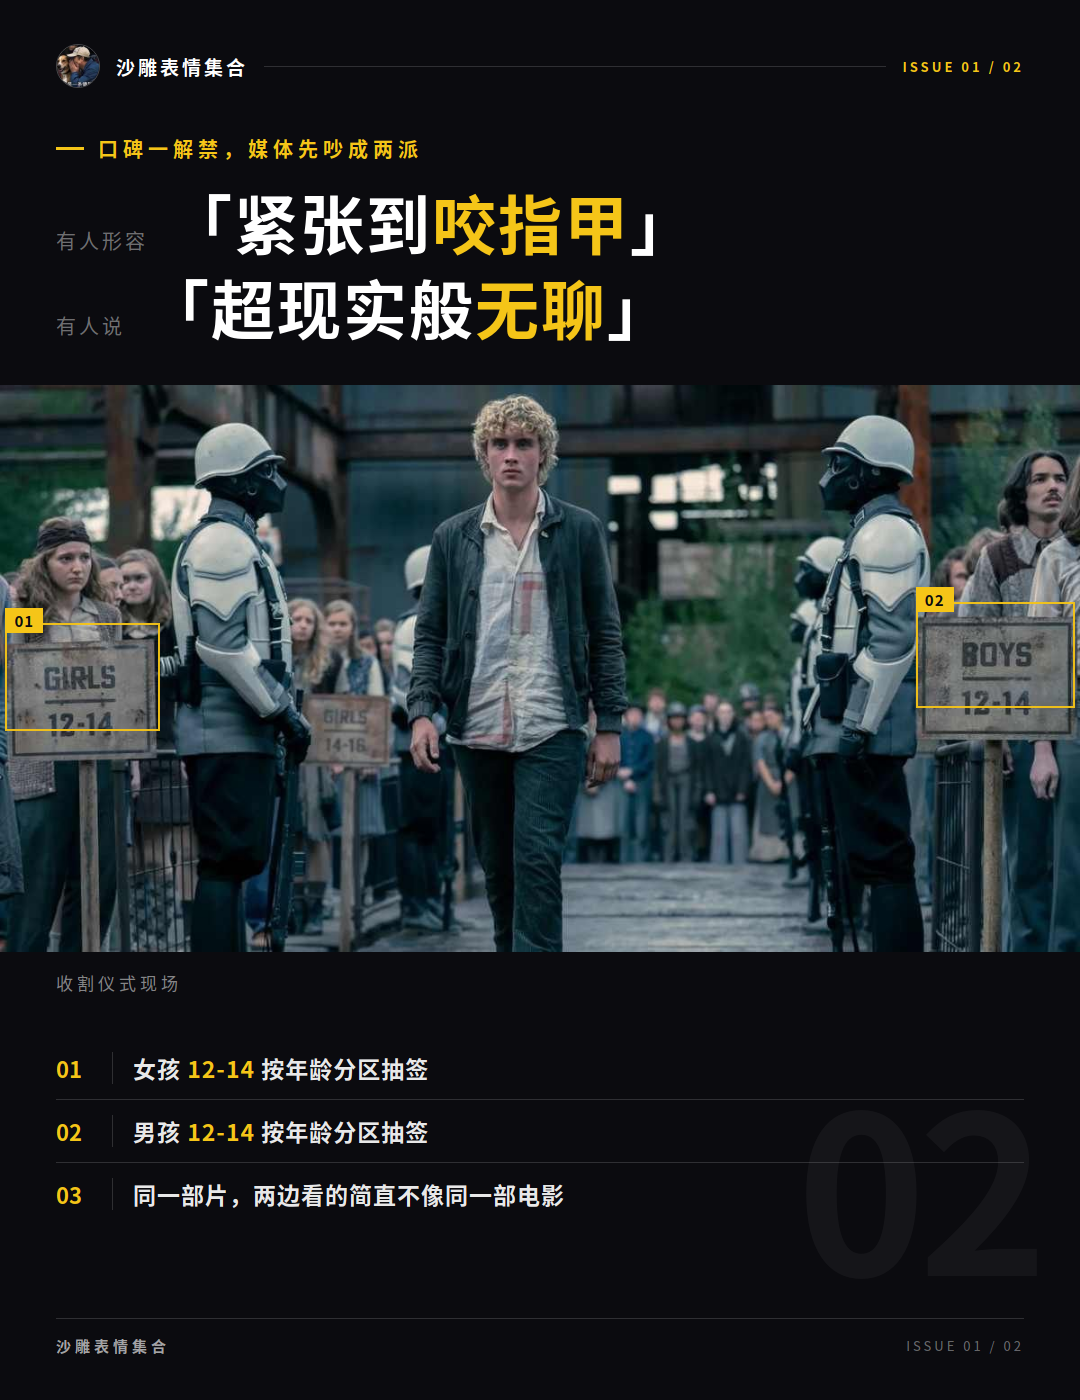 沙雕表情集合
ISSUE 01 / 02
口碑一解禁，媒体先吵成两派
有人形容「紧张到咬指甲」
有人说「超现实般无聊」
01
GIRLS
12-14
GIRLS
14-16
02
BOYS
12-14
收割仪式现场
01 女孩 12-14 按年龄分区抽签
02 男孩 12-14 按年龄分区抽签
03 同一部片，两边看的简直不像同一部电影
02
沙雕表情集合
ISSUE 01 / 02